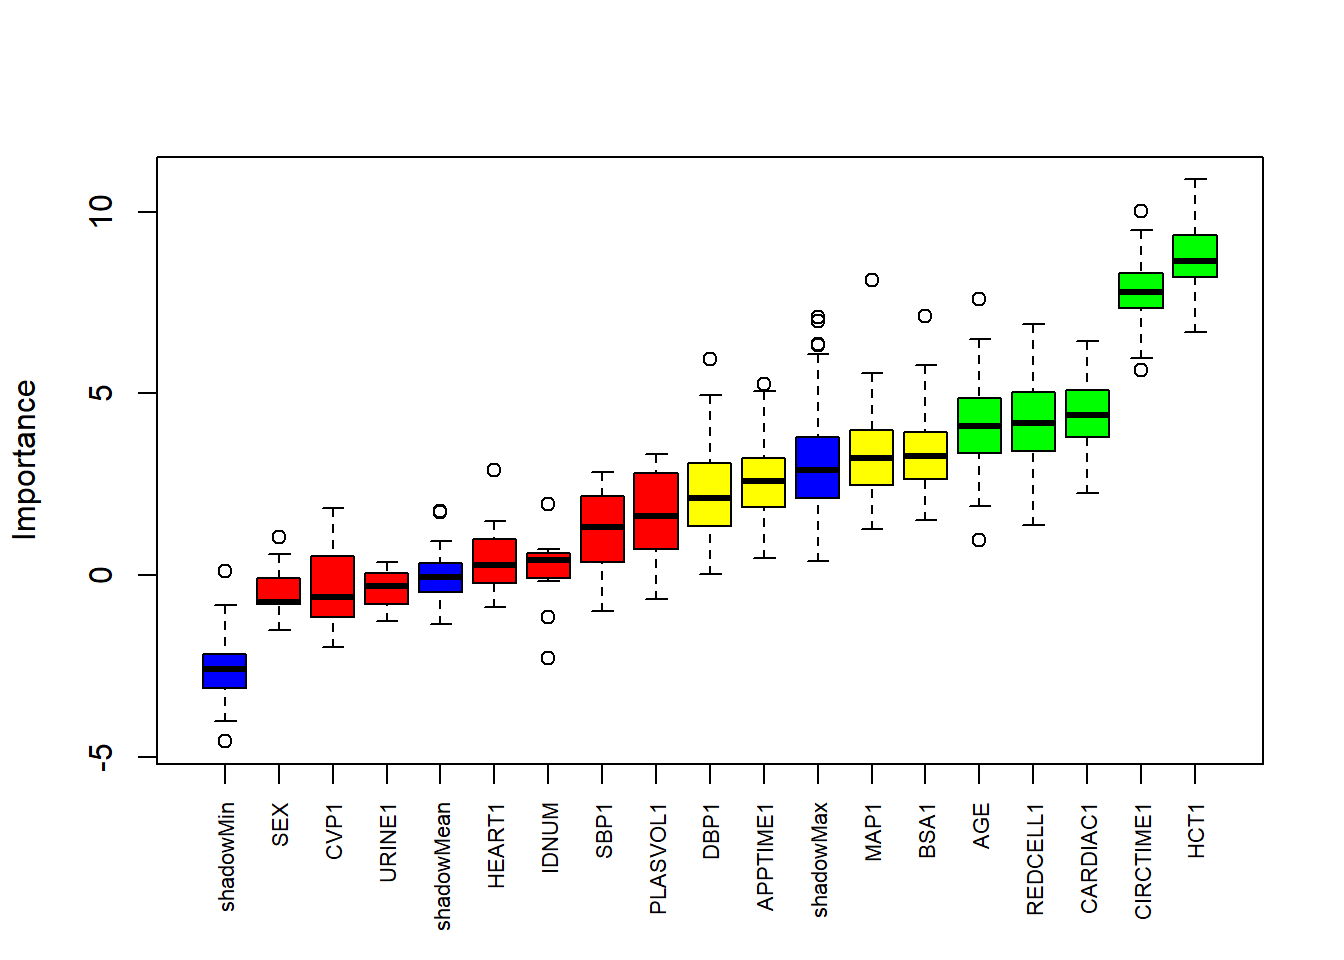 Importance
10
5
0
-5
shadowMin
SEX
CVP1
URINE1
shadowMean
HEART1
IDNUM
SBP1
PLASVOL1
DBP1
APPTIME1
shadowMax
MAP1
BSA1
AGE
REDCELL1
CARDIAC1
CIRCTIME1
HCT1